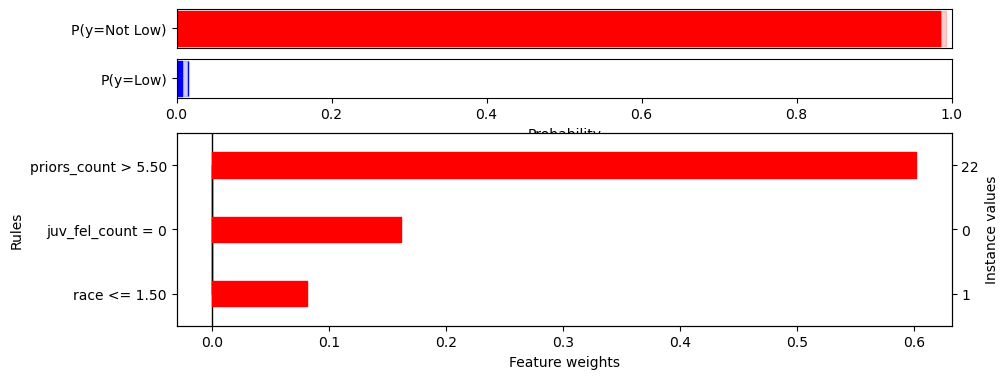 P(y=Not Low)
P(y=Low)
0.0 0.2 0.4 0.6 0.8 1.0
Probability
priors_count > 5.50 22
juv_fel_count = 0 0
race <= 1.50 1
Rules
Instance values
0.0 0.1 0.2 0.3 0.4 0.5 0.6
Feature weights